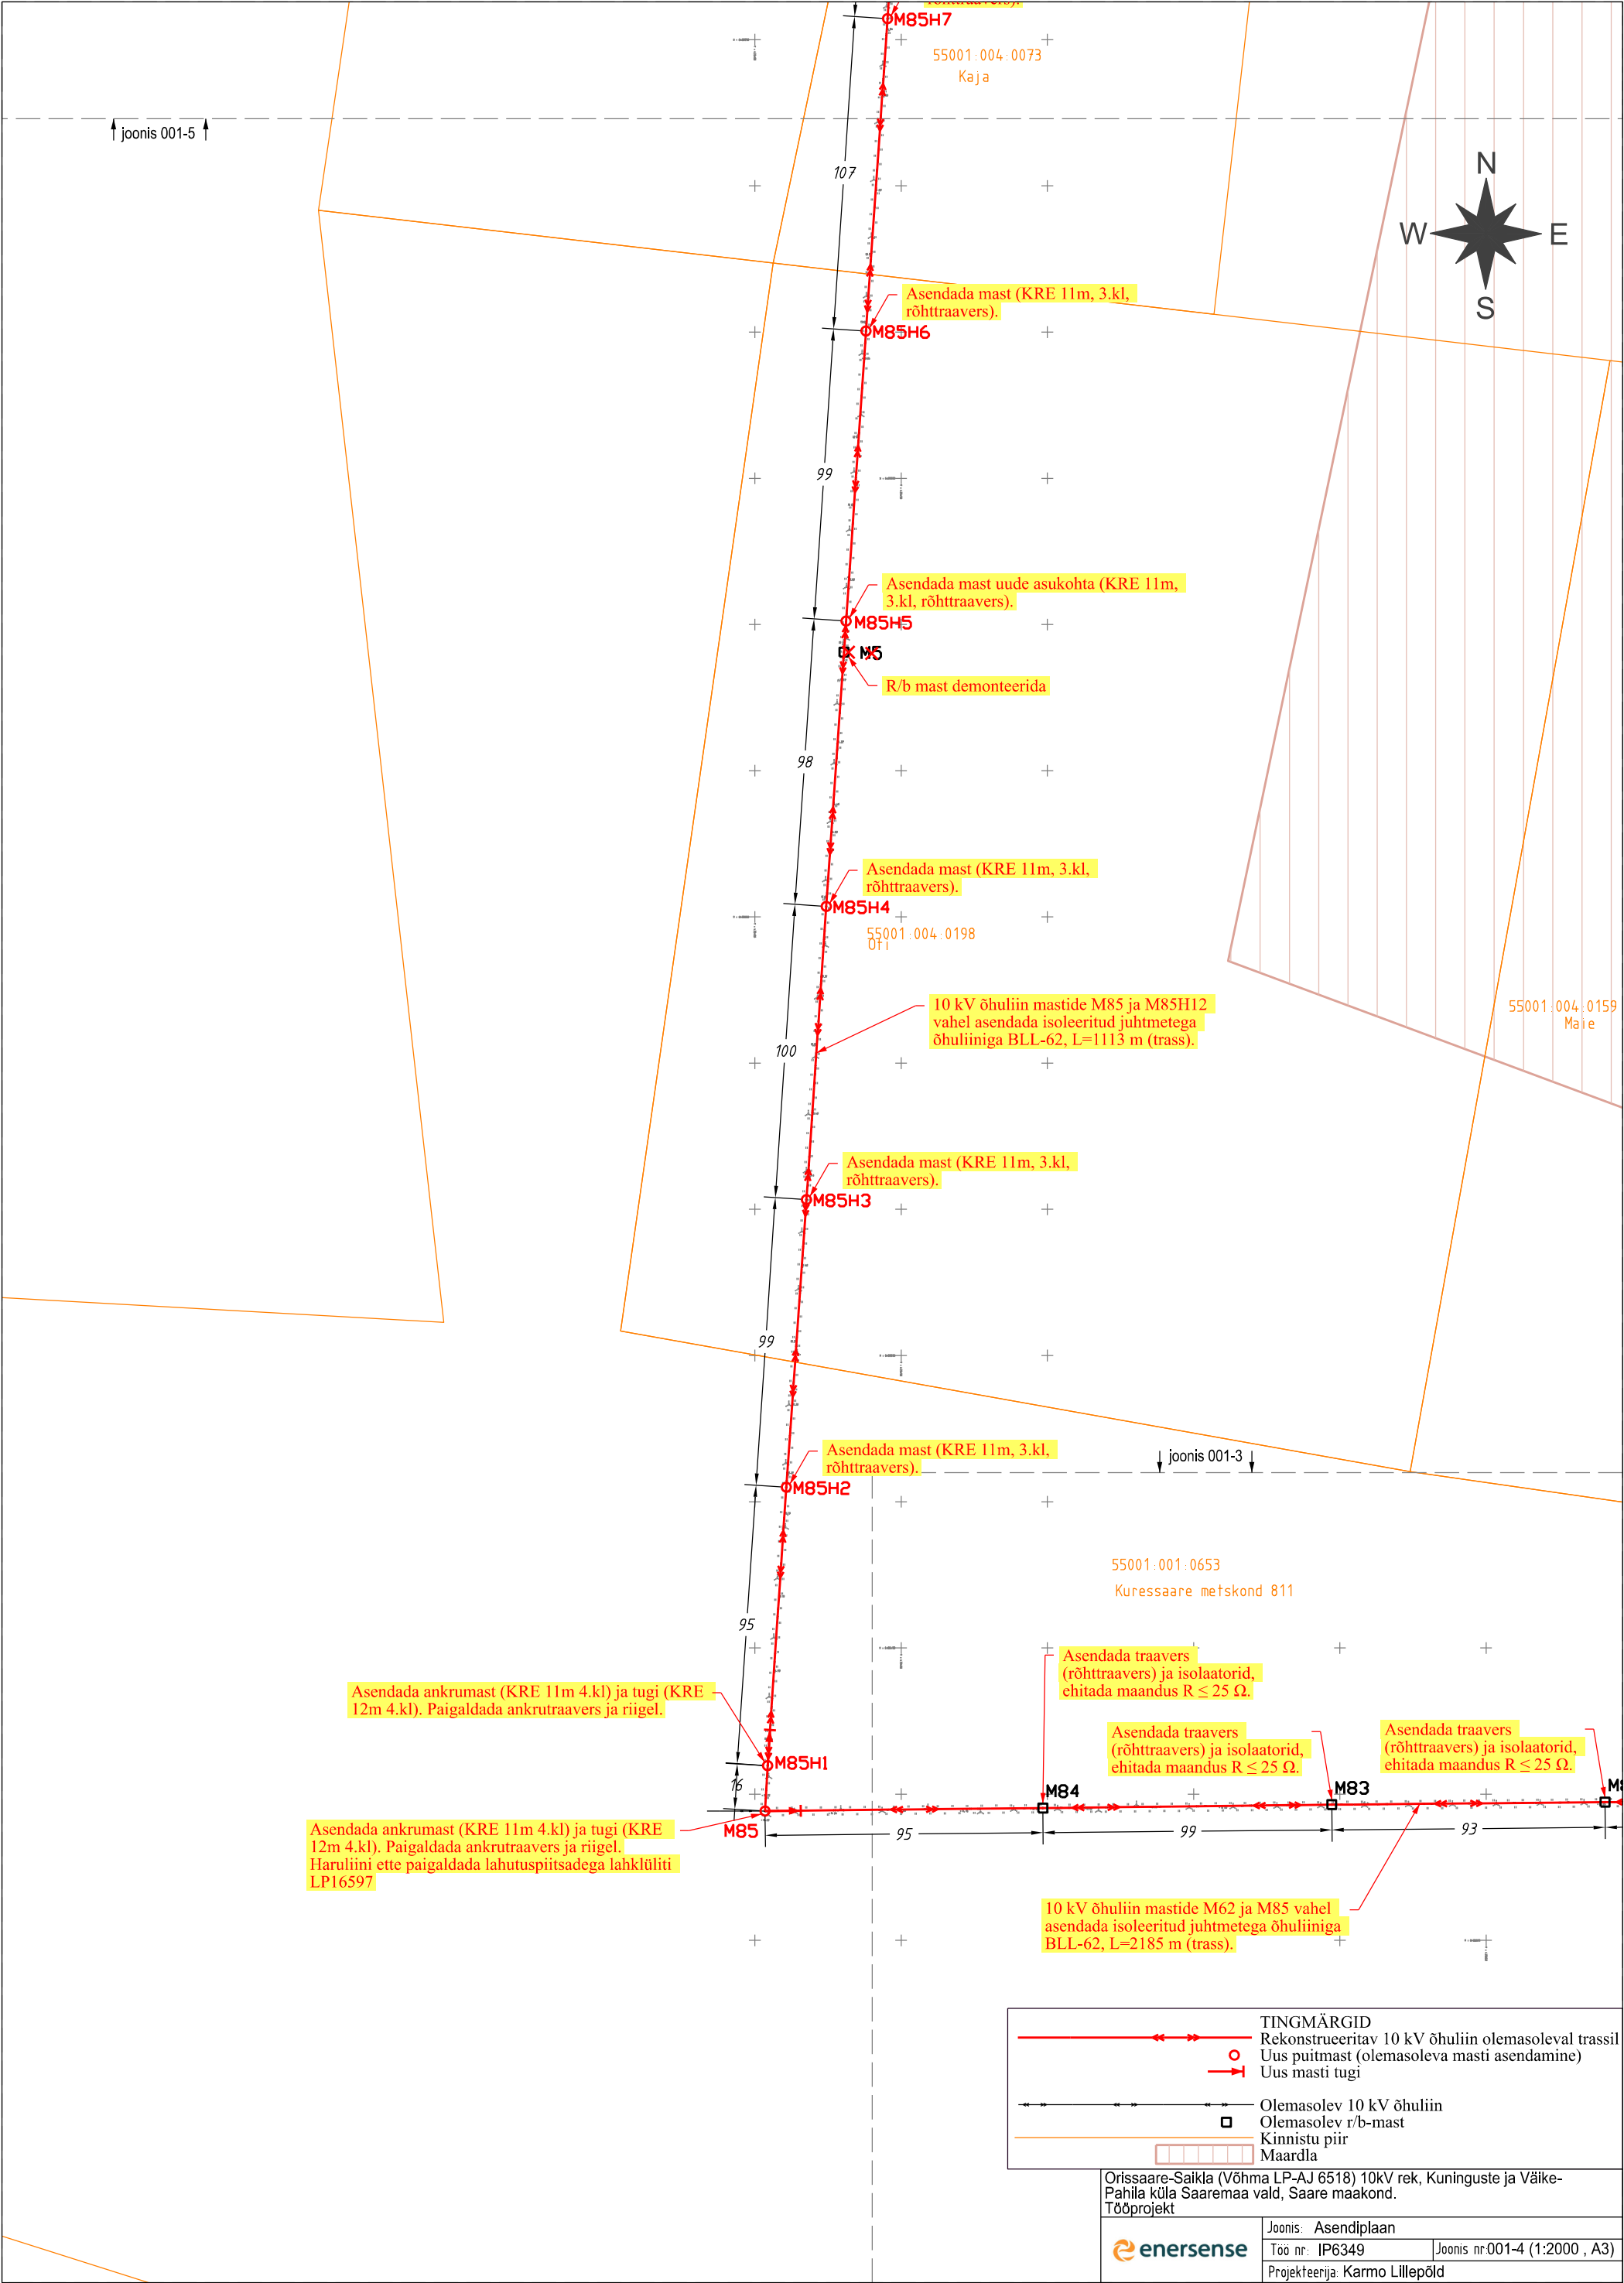 M85H7
55001:004:0073
Kaja
joonis 001-5
107
N
W
E
S
Asendada mast (KRE 11m, 3.kl,
rõhttraavers).
M85H6
99
Asendada mast uude asukohta (KRE 11m,
3.kl, rõhttraavers).
M85H5
M5
R/b mast demonteerida
98
Asendada mast (KRE 11m, 3.kl,
rõhttraavers).
M85H4
55001:004:0198
Oti
10 kV õhuliin mastide M85 ja M85H12
vahel asendada isoleeritud juhtmetega
õhuliiniga BLL-62, L=1113 m (trass).
55001:004:0159
Maie
100
Asendada mast (KRE 11m, 3.kl,
rõhttraavers).
M85H3
99
Asendada mast (KRE 11m, 3.kl,
rõhttraavers).
joonis 001-3
M85H2
55001:001:0653
Kuressaare metskond 811
95
Asendada traavers
(rõhttraavers) ja isolaatorid,
ehitada maandus R ≤ 25 Ω.
Asendada ankrumast (KRE 11m 4.kl) ja tugi (KRE
12m 4.kl). Paigaldada ankrutraavers ja riigel.
Asendada traavers
(rõhttraavers) ja isolaatorid,
ehitada maandus R ≤ 25 Ω.
Asendada traavers
(rõhttraavers) ja isolaatorid,
ehitada maandus R ≤ 25 Ω.
M85H1
16
M84
M83
M85
95
99
93
Asendada ankrumast (KRE 11m 4.kl) ja tugi (KRE
12m 4.kl). Paigaldada ankrutraavers ja riigel.
Haruliini ette paigaldada lahutuspiitsadega lahklüliti
LP16597
10 kV õhuliin mastide M62 ja M85 vahel
asendada isoleeritud juhtmetega õhuliiniga
BLL-62, L=2185 m (trass).
TINGMÄRGID
Rekonstrueeritav 10 kV õhuliin olemasoleval trassil
Uus puitmast (olemasoleva masti asendamine)
Uus masti tugi
Olemasolev 10 kV õhuliin
Olemasolev r/b-mast
Kinnistu piir
Maardla
Orissaare-Saikla (Võhma LP-AJ 6518) 10kV rek, Kuninguste ja Väike-
Pahila küla Saaremaa vald, Saare maakond.
Tööprojekt
enersense
Joonis: Asendiplaan
Töö nr: IP6349
Joonis nr:001-4 (1:2000 , A3)
Projekteerija: Karmo Lillepõld